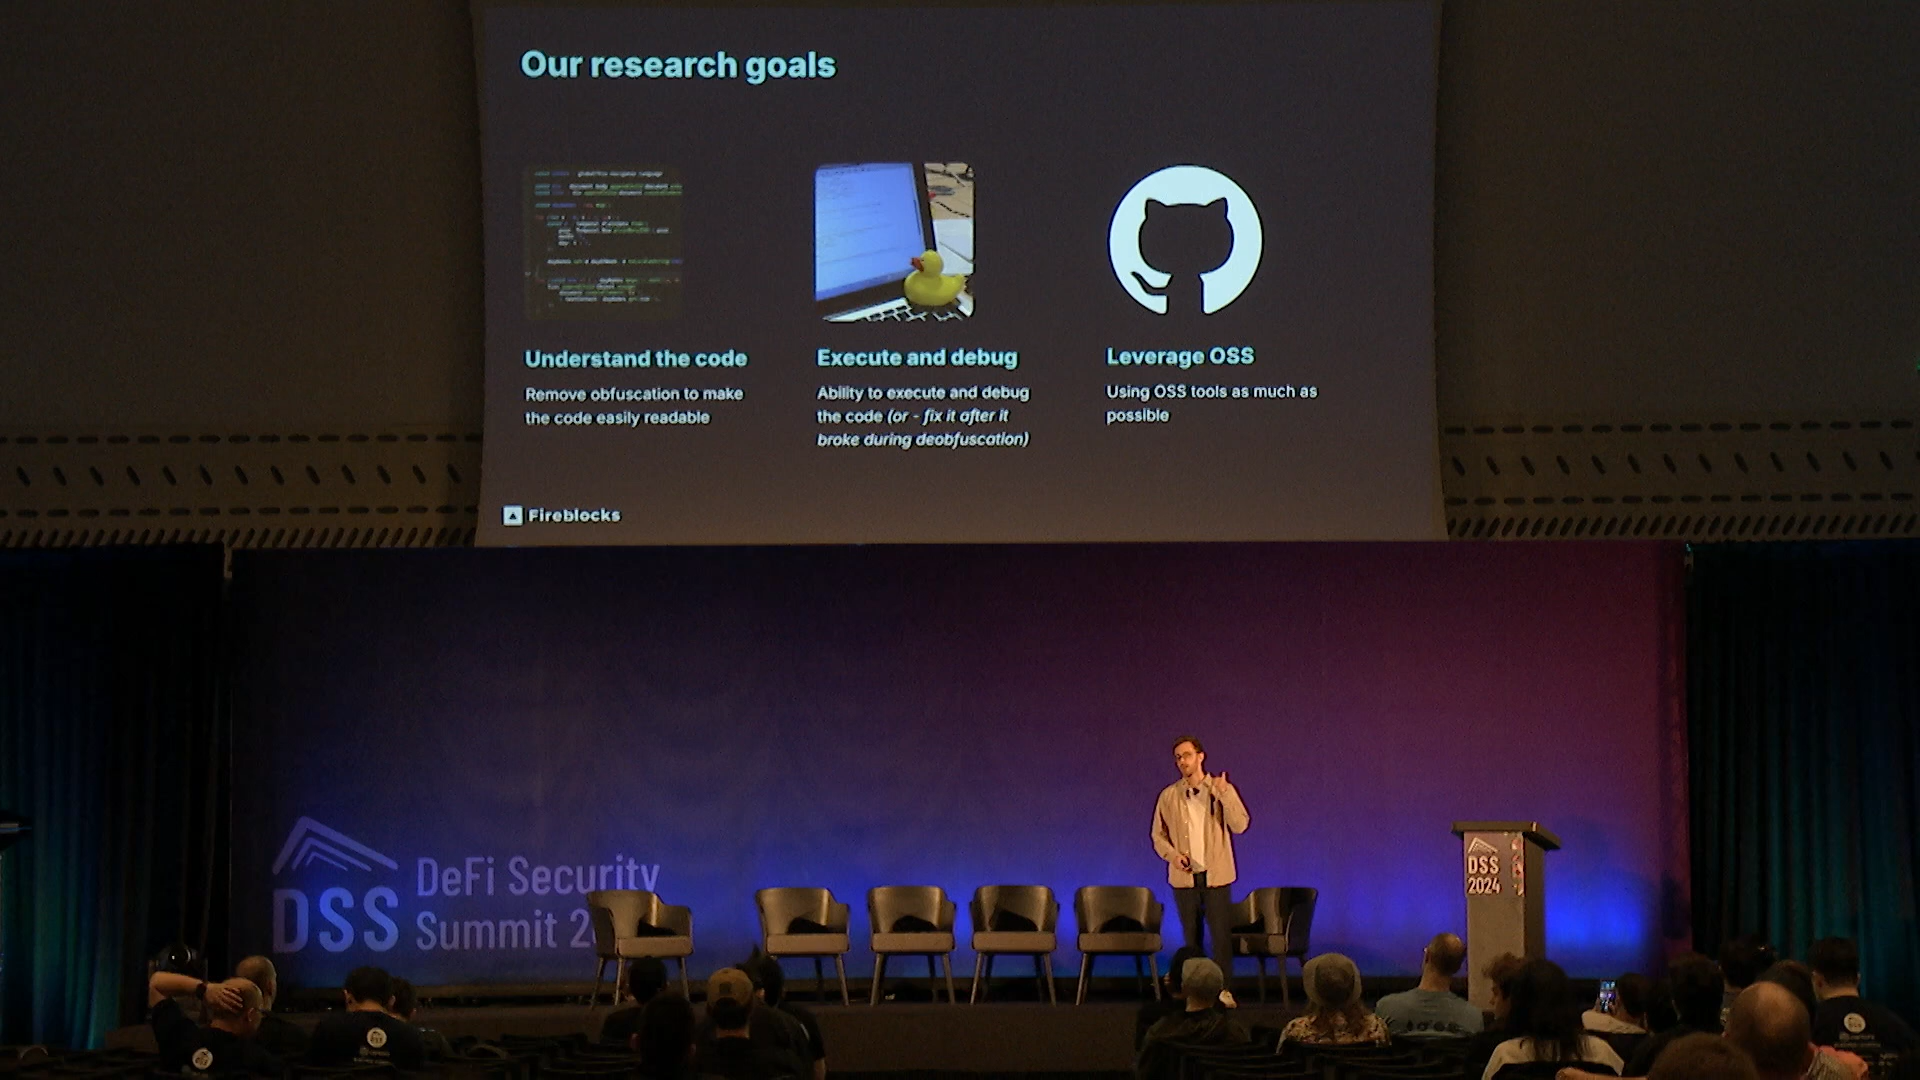 Our research goals
Understand the code
Remove obfuscation to make
the code easily readable
Execute and debug
Ability to execute and debug
the code (or - fix it after it
broke during deobfuscation)
Leverage OSS
Using OSS tools as much as
possible
Fireblocks
DSS
DeFi Security
Summit 2
DSS
2024